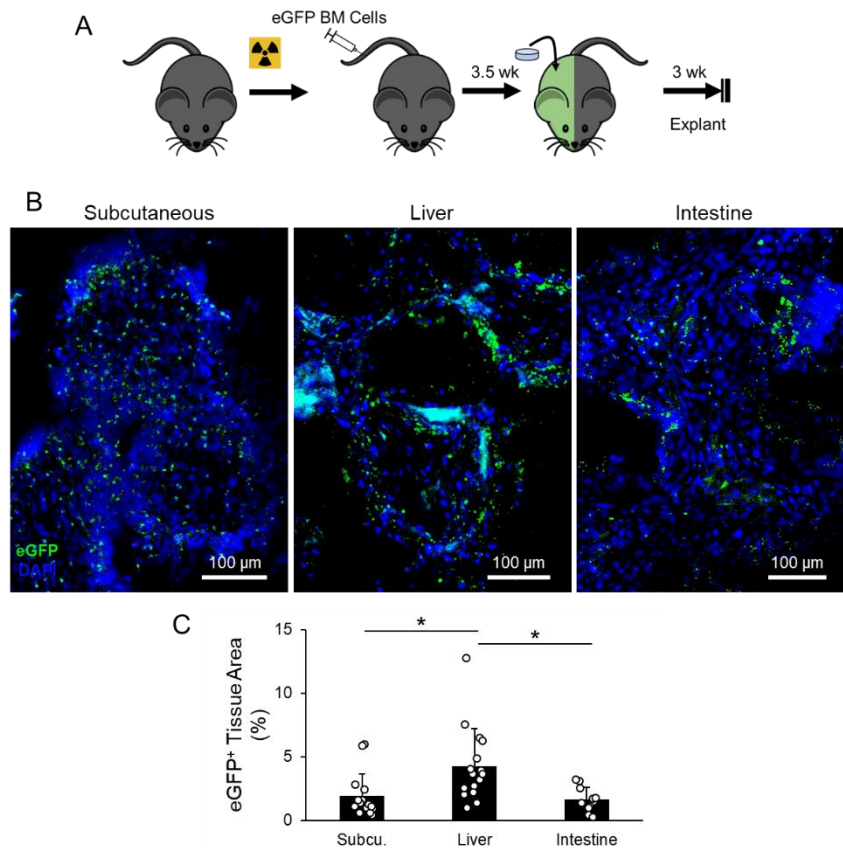 A
eGFP BM Cells
3.5 wk
3 wk
Explant
B
Subcutaneous
Liver
Intestine
eGFP
DAPI
100 µm
100 µm
100 µm
C
eGFP⁺ Tissue Area
(%)
15
10
5
0
*
*
Subcu.
Liver
Intestine